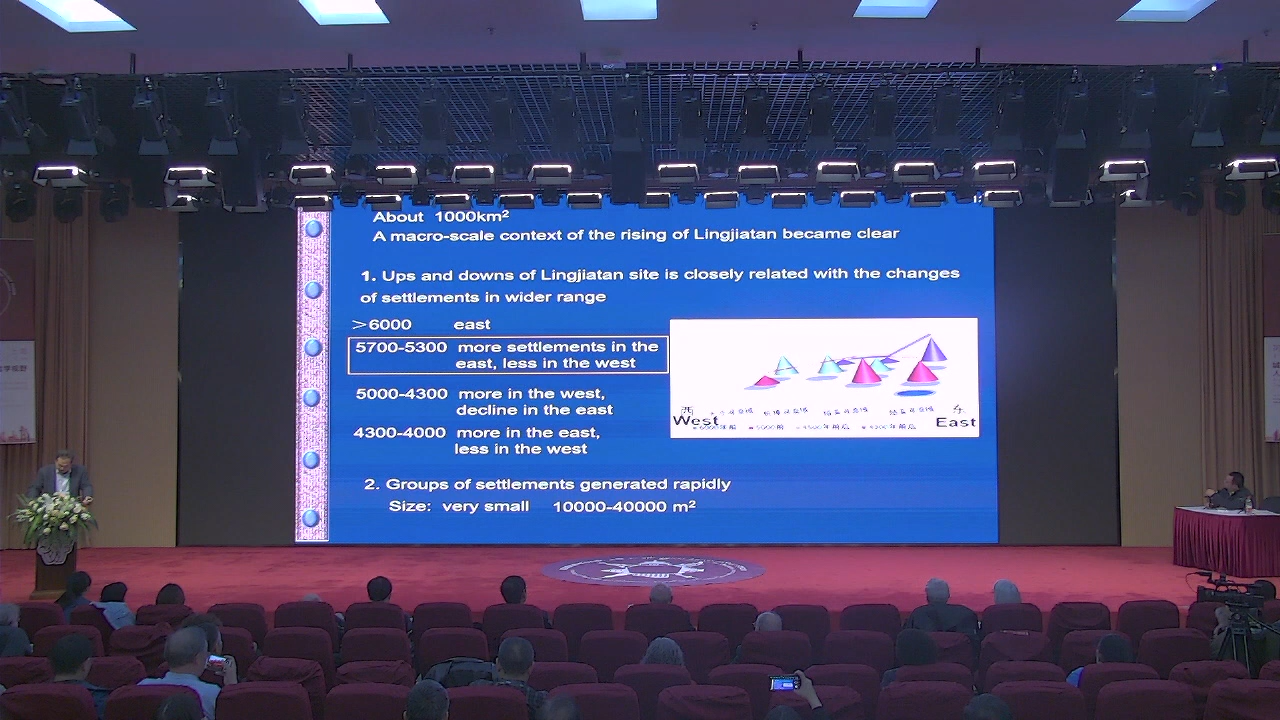 About 1000km²
A macro-scale context of the rising of Lingjiatan became clear
1. Ups and downs of Lingjiatan site is closely related with the changes
of settlements in wider range
>6000 east
5700-5300 more settlements in the
east, less in the west
5000-4300 more in the west,
decline in the east
4300-4000 more in the east,
less in the west
西
West
东
East
2. Groups of settlements generated rapidly
Size: very small 10000-40000 m²